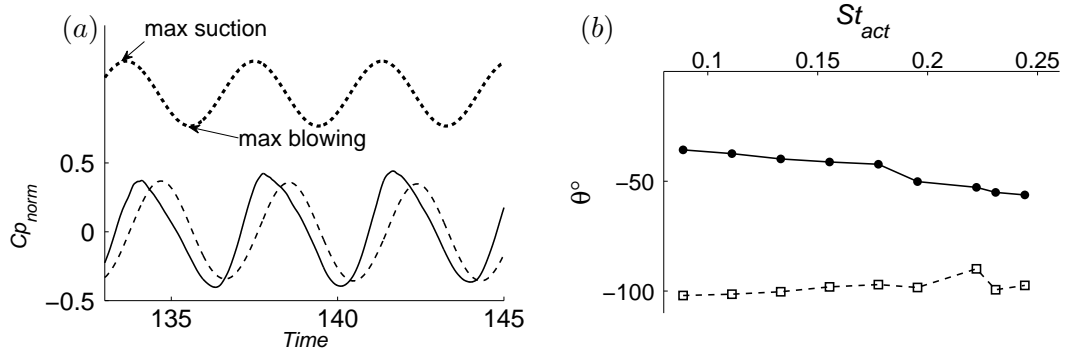 (a)
max suction
max blowing
0.5
0
−0.5
Cp_norm
135
140
145
Time
(b)
St_act
0.1
0.15
0.2
0.25
−50
−100
θ°